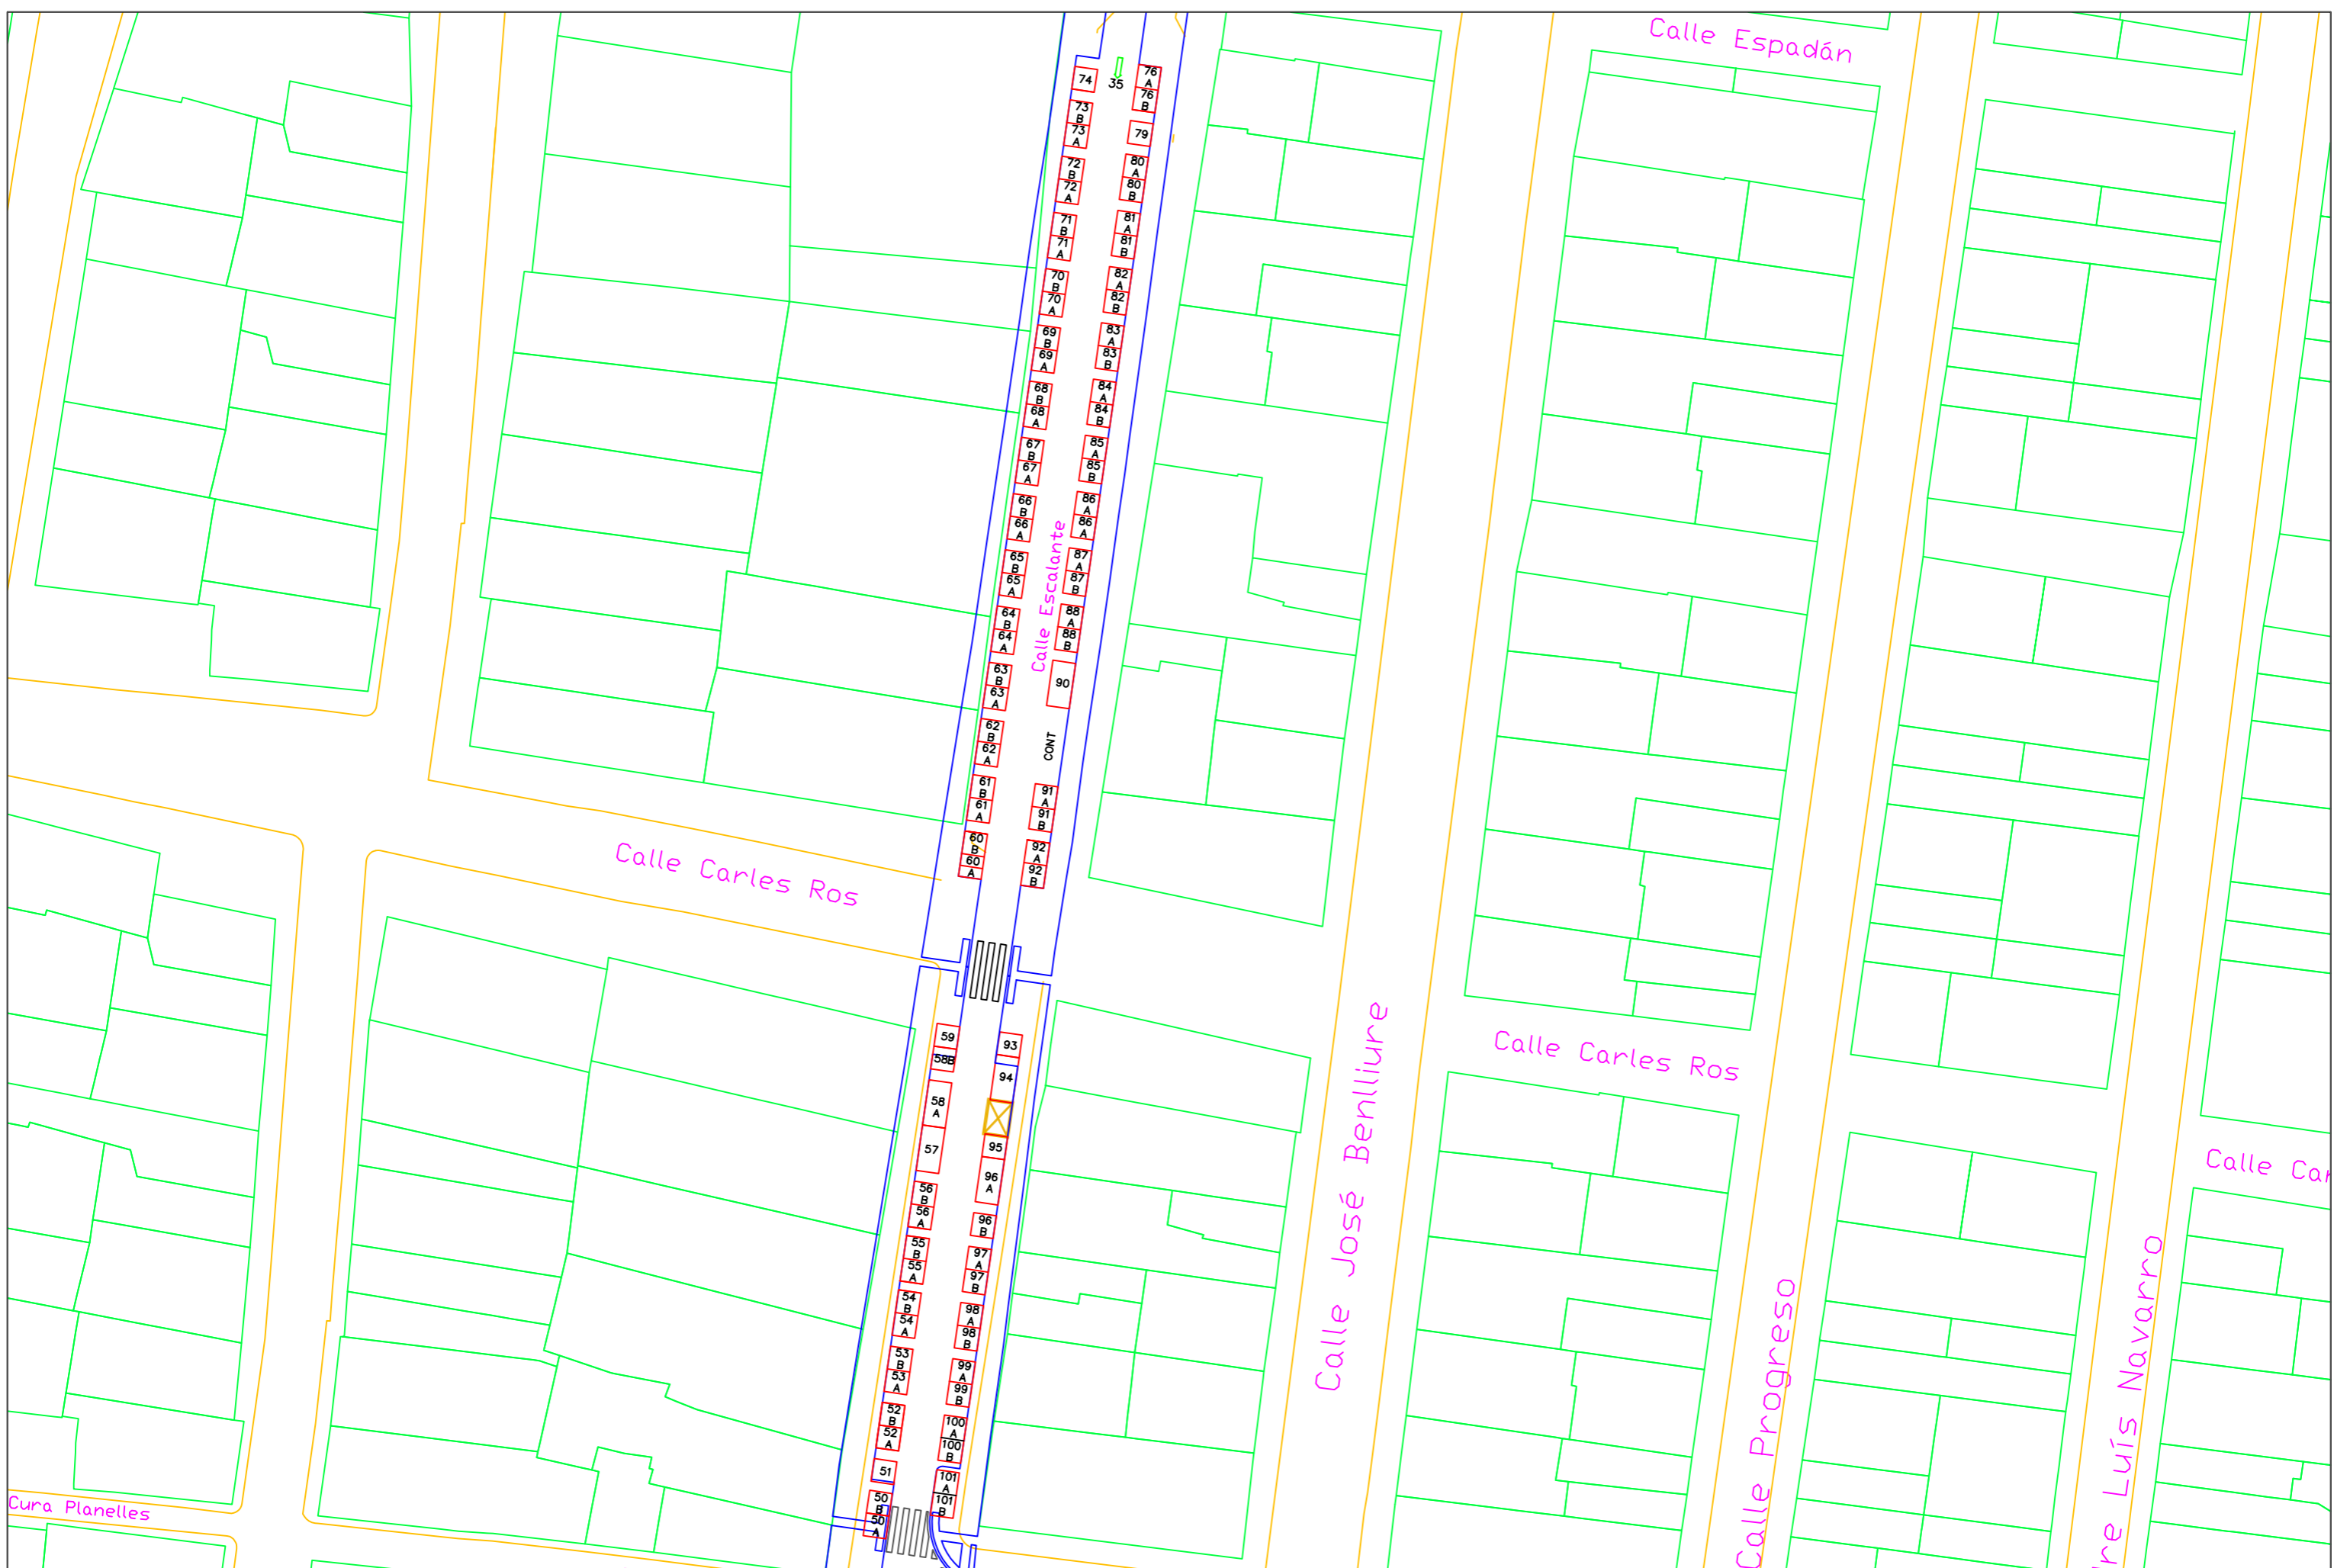 Calle Espadán
74
73
B
73
A
72
B
72
A
71
B
71
A
70
B
70
A
69
B
69
A
68
B
68
A
67
B
67
A
66
B
66
A
65
B
65
A
64
B
64
A
63
B
63
A
62
B
62
A
61
B
61
A
60
B
60
A
35
76
A
76
B
79
80
A
80
B
81
A
81
B
82
A
82
B
83
A
83
B
84
A
84
B
85
A
85
B
86
A
86
A
87
A
87
B
88
A
88
B
90
CONT
91
A
91
B
92
A
92
B
Calle Escalante
Calle Carles Ros
59
58B
58
A
57
56
B
56
A
55
B
55
A
54
B
54
A
53
B
53
A
52
B
52
A
51
50
B
50
A
93
94
95
96
A
96
B
97
A
97
B
98
A
98
B
99
A
99
B
100
A
100
B
101
A
101
B
Calle José Benlliure
Calle Carles Ros
Calle Car
Calle Progreso
re Luís Navarro
Cura Planelles